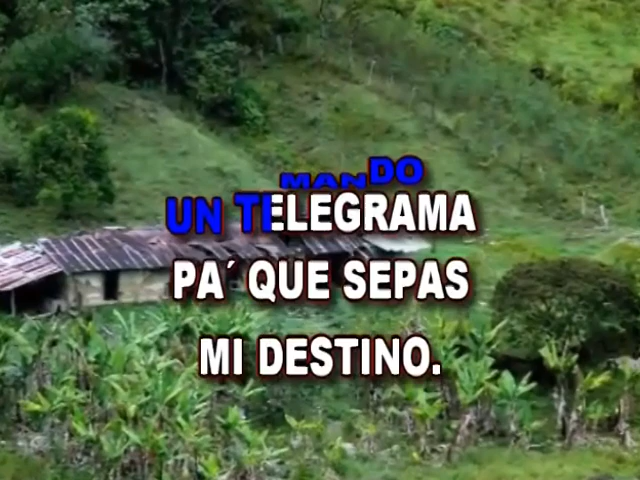 MANDO
UN TELEGRAMA
PA´ QUE SEPAS
MI DESTINO.